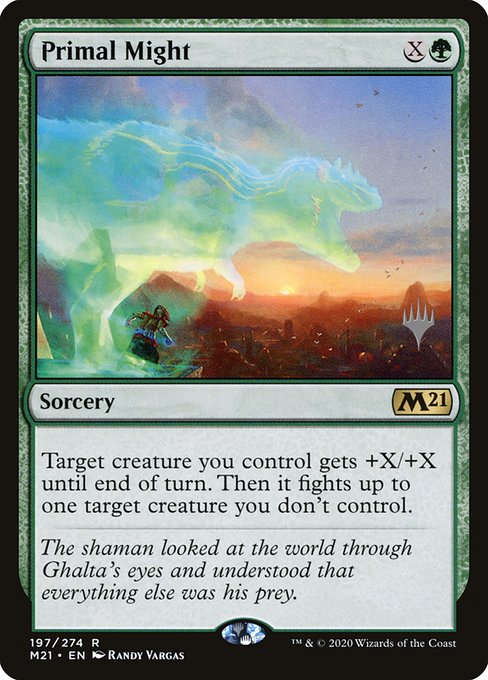 Primal Might X
Sorcery M21
Target creature you control gets +X/+X
until end of turn. Then it fights up to
one target creature you don't control.
The shaman looked at the world through
Ghalta's eyes and understood that
everything else was his prey.
197/274 R ™ & © 2020 Wizards of the Coast
M21 • EN Randy Vargas